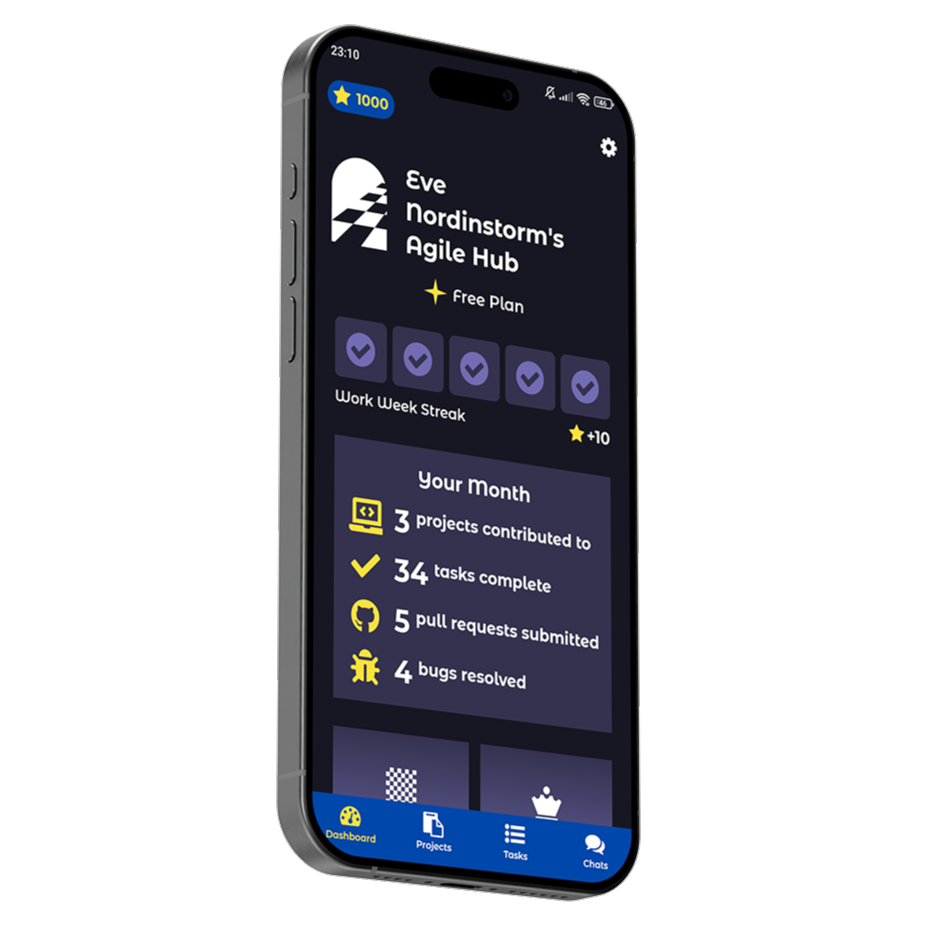 23:10
46
1000
Eve
Nordinstorm's
Agile Hub
Free Plan
Work Week Streak
+10
Your Month
3 projects contributed to
34 tasks complete
5 pull requests submitted
4 bugs resolved
Dashboard
Projects
Tasks
Chats